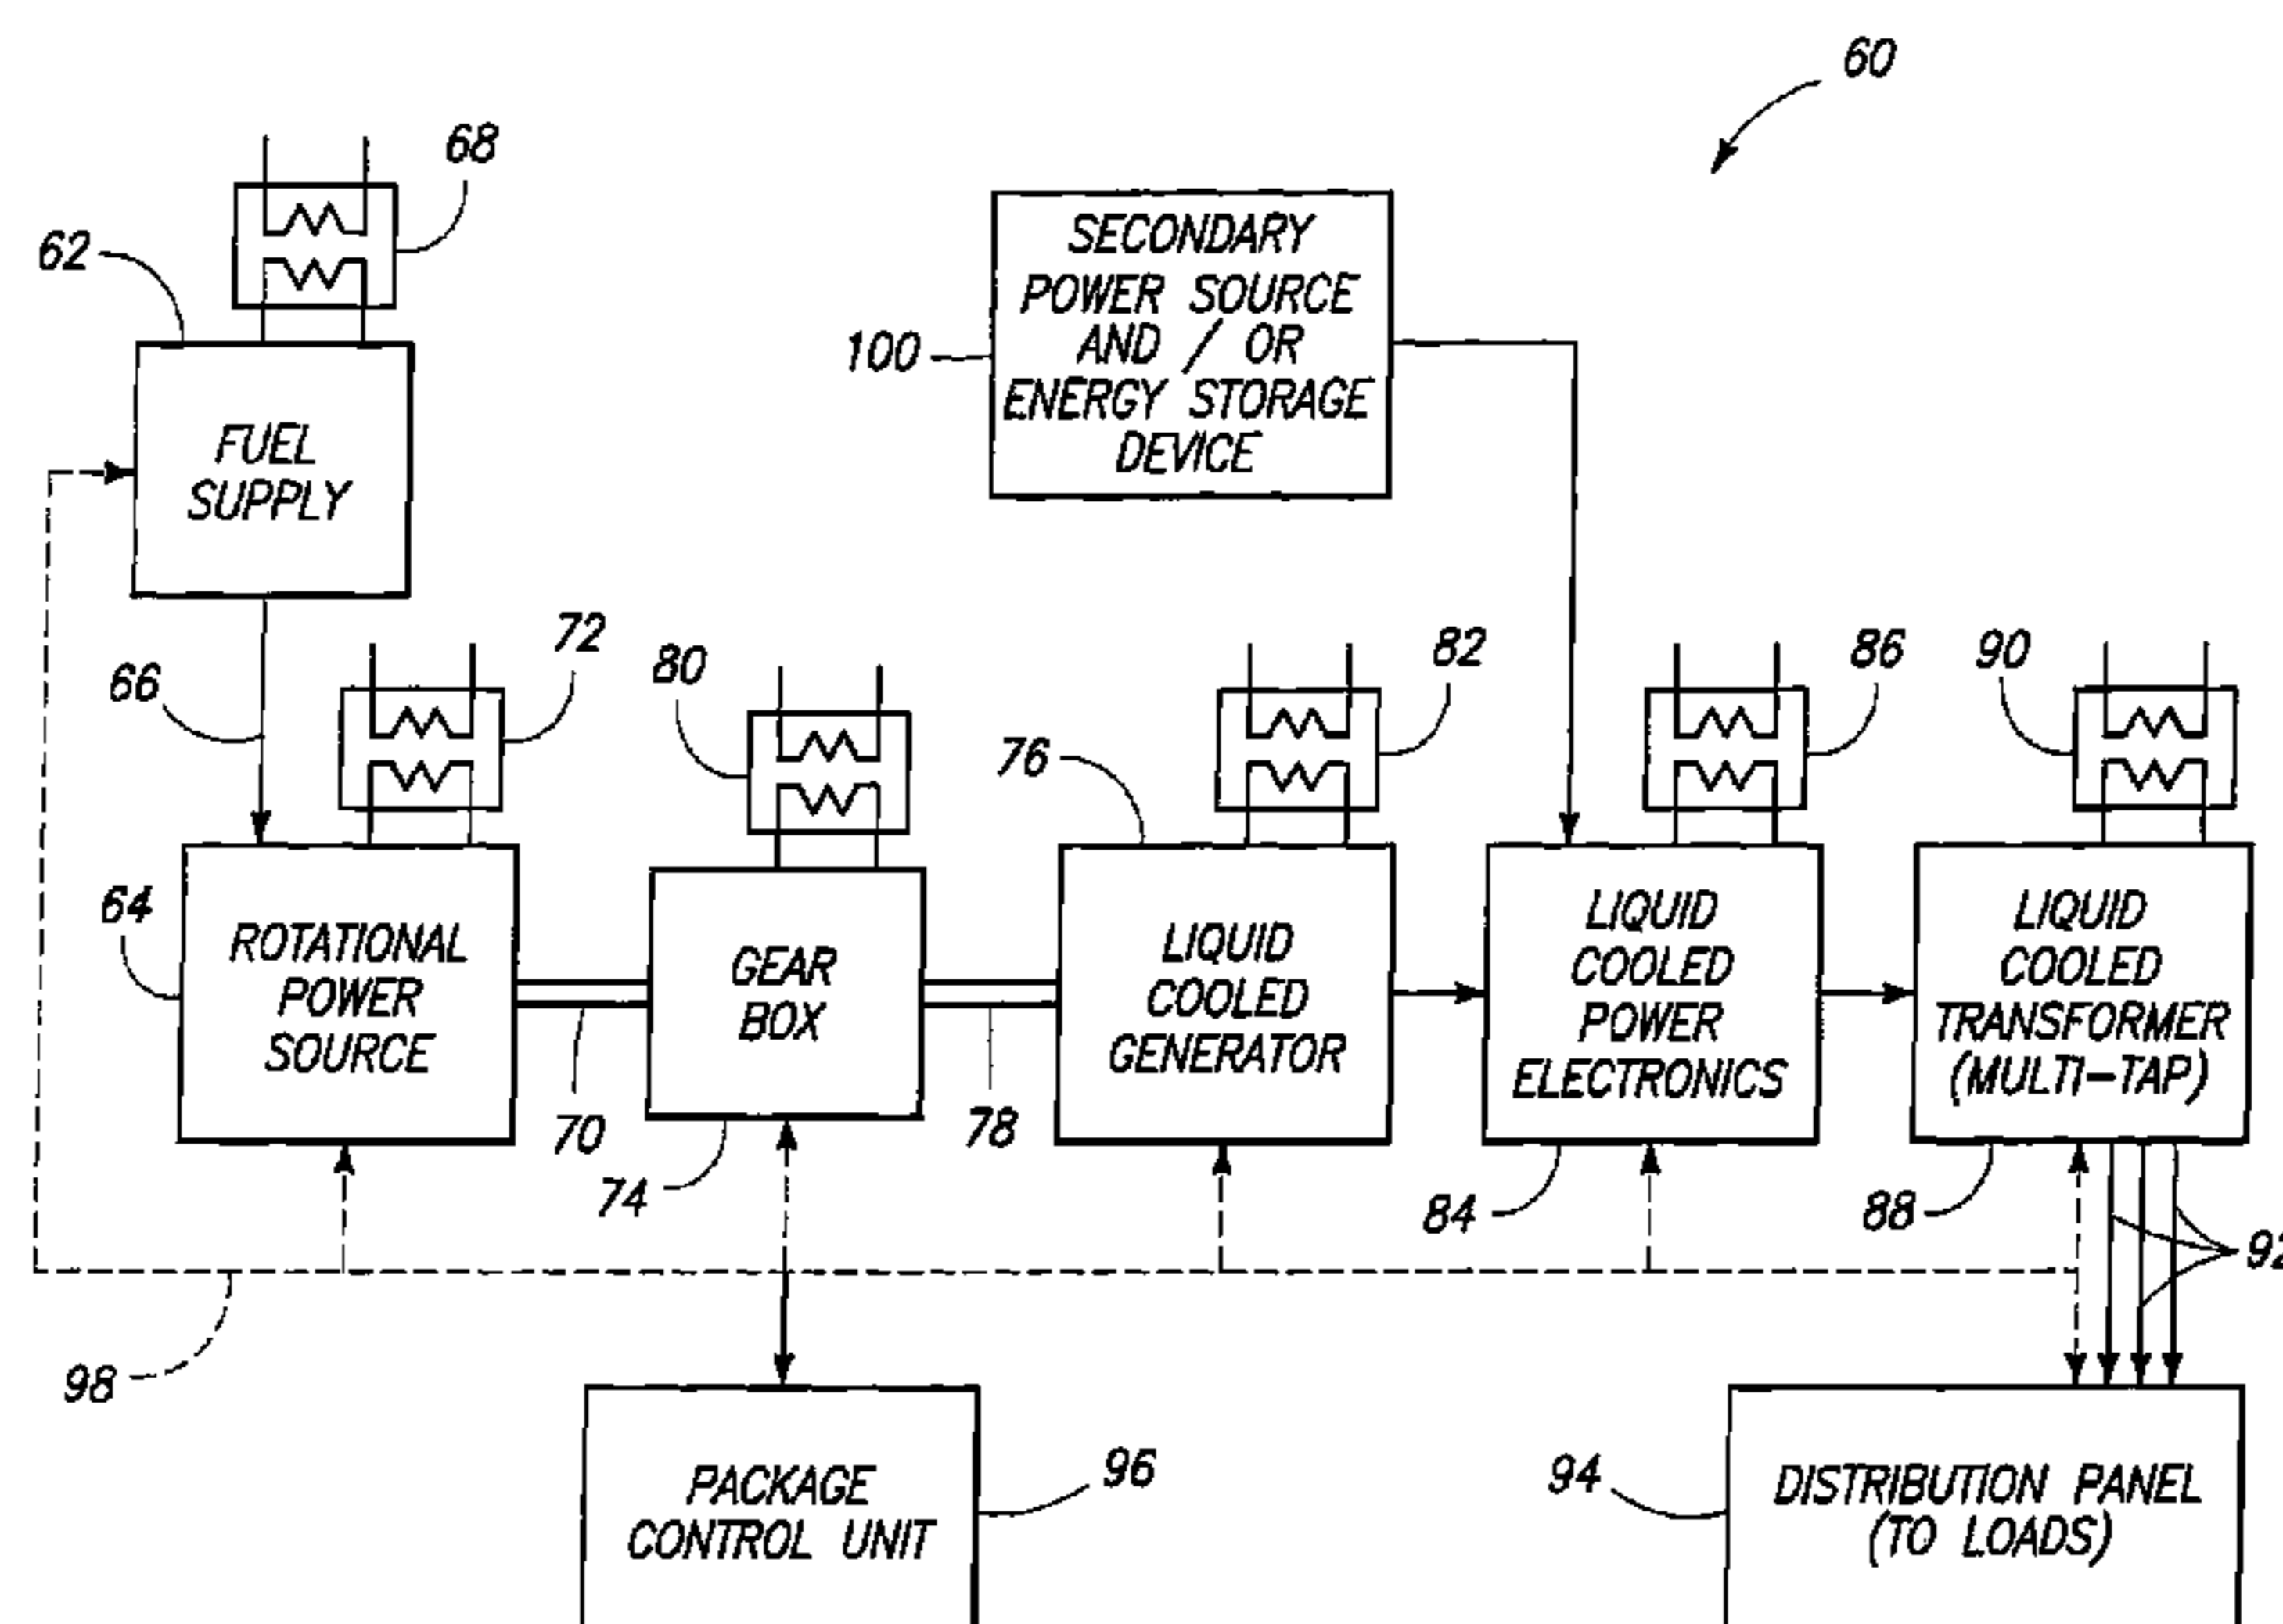 60
68
62
SECONDARY
POWER SOURCE
AND / OR
ENERGY STORAGE
DEVICE
100
FUEL
SUPPLY
66
72
80
82
86
90
76
64
ROTATIONAL
POWER
SOURCE
GEAR
BOX
LIQUID
COOLED
GENERATOR
LIQUID
COOLED
POWER
ELECTRONICS
LIQUID
COOLED
TRANSFORMER
(MULTI-TAP)
70
74
78
84
88
92
98
PACKAGE
CONTROL UNIT
96
94
DISTRIBUTION PANEL
(TO LOADS)